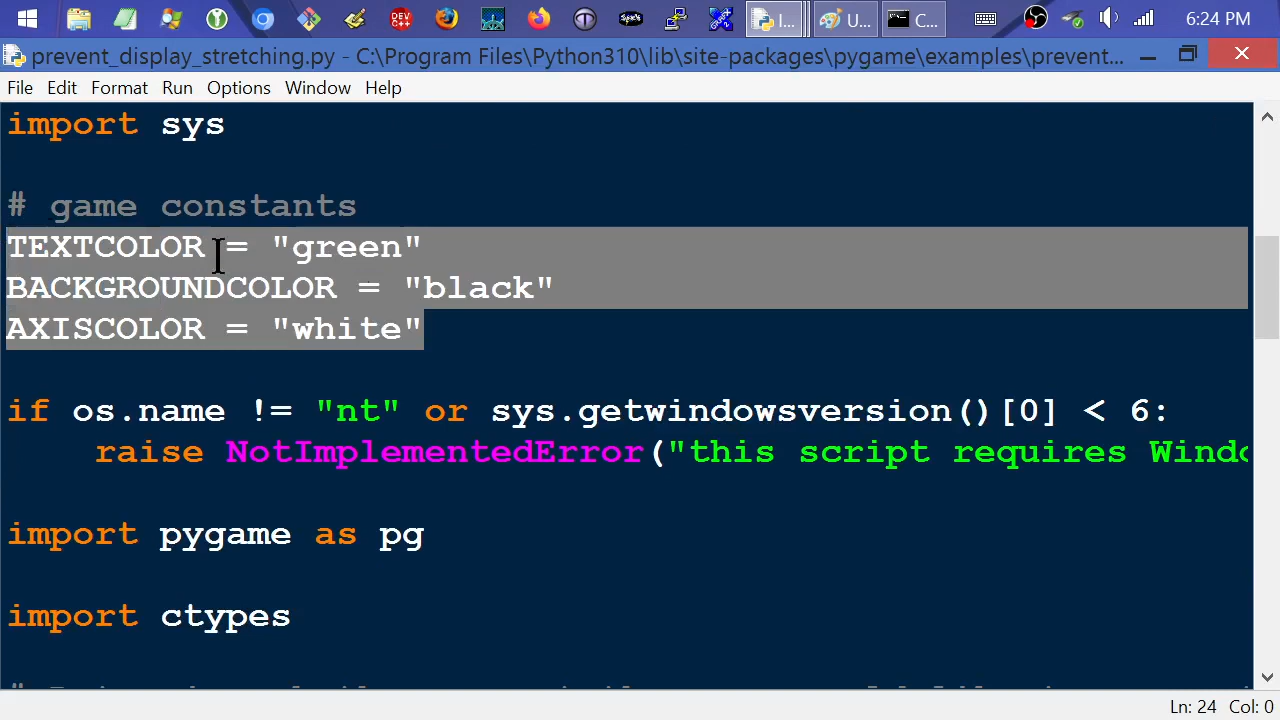 DEV
C++
Spck
I...
U...
C...
6:24 PM
prevent_display_stretching.py - C:\Program Files\Python310\lib\site-packages\pygame\examples\prevent...
File Edit Format Run Options Window Help
import sys
# game constants
TEXTCOLOR = "green"
BACKGROUNDCOLOR = "black"
AXISCOLOR = "white"
if os.name != "nt" or sys.getwindowsversion()[0] < 6:
raise NotImplementedError("this script requires Windo
import pygame as pg
import ctypes
Ln: 24 Col: 0